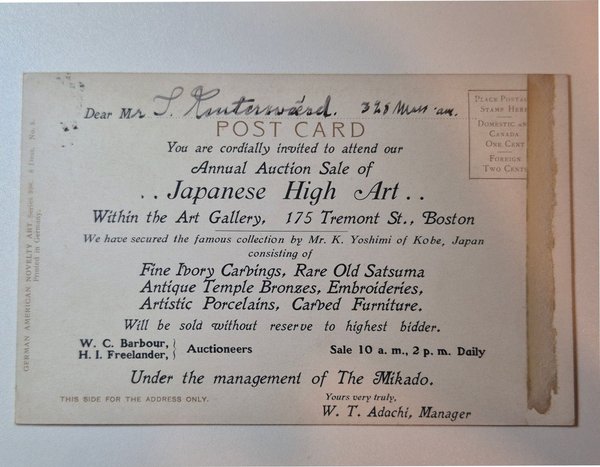 Dear Mr
328 Mass ave.
POST CARD
You are cordially invited to attend our
Annual Auction Sale of
. . Japanese High Art . .
Within the Art Gallery, 175 Tremont St., Boston
We have secured the famous collection by Mr. K. Yoshimi of Kobe, Japan
consisting of
Fine Ivory Carvings, Rare Old Satsuma
Antique Temple Bronzes, Embroideries,
Artistic Porcelains, Carved Furniture.
Will be sold without reserve to highest bidder.
W. C. Barbour,
H. I. Freelander,
Auctioneers
Sale 10 a. m., 2 p. m. Daily
Under the management of The Mikado.
THIS SIDE FOR THE ADDRESS ONLY.
Yours very truly,
W. T. Adachi, Manager
PLACE POSTA
STAMP HERE
DOMESTIC AND
CANADA
ONE CENT
FOREIGN
TWO CENTS
GERMAN AMERICAN NOVELTY ART Series
Printed in Germany.